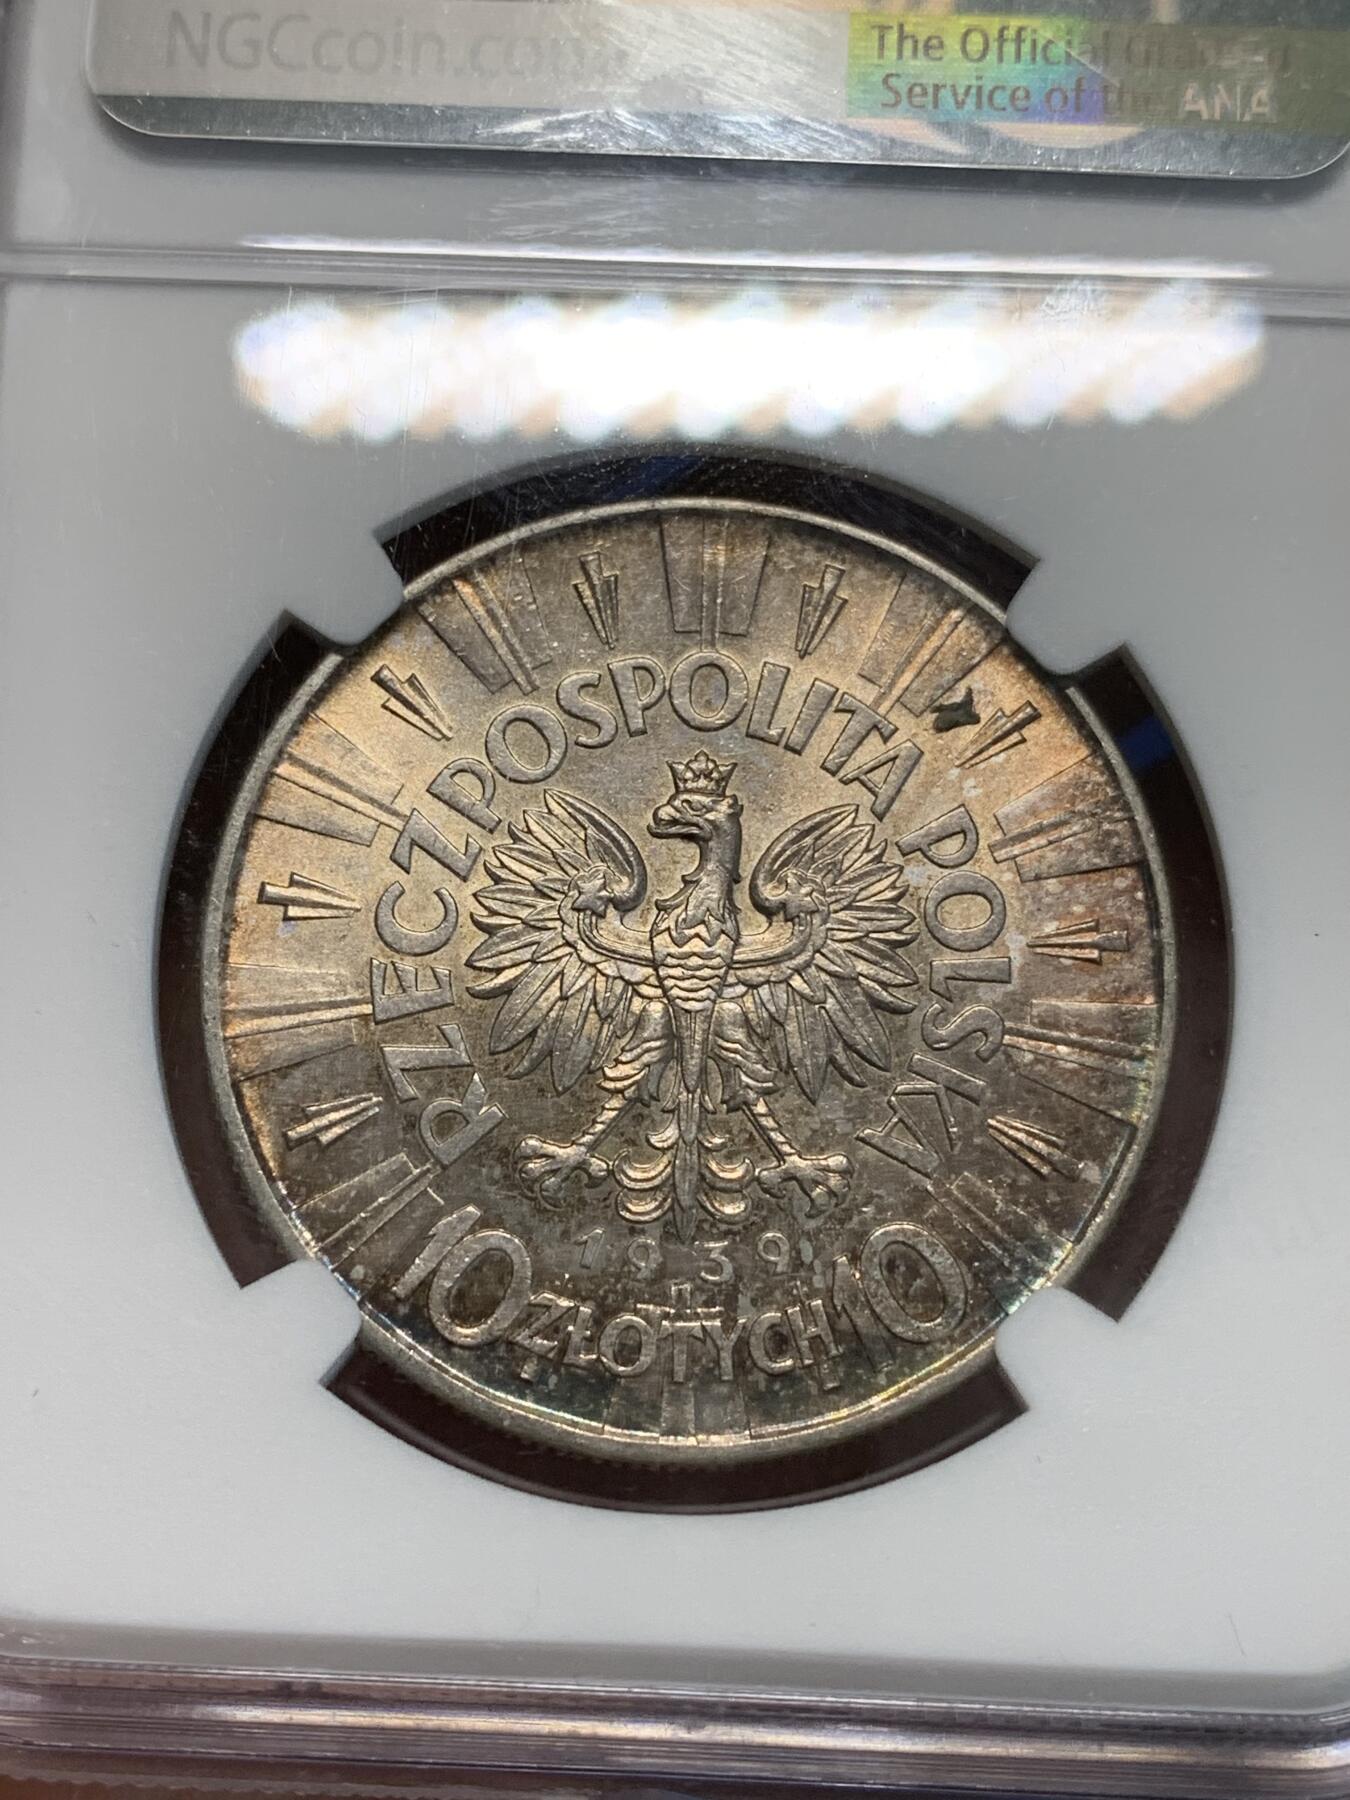 NGCcoin.com
The Official Grading
Service of the ANA
RZECZPOSPOLITA POLSKA
1939
10 ZŁOTYCH 10